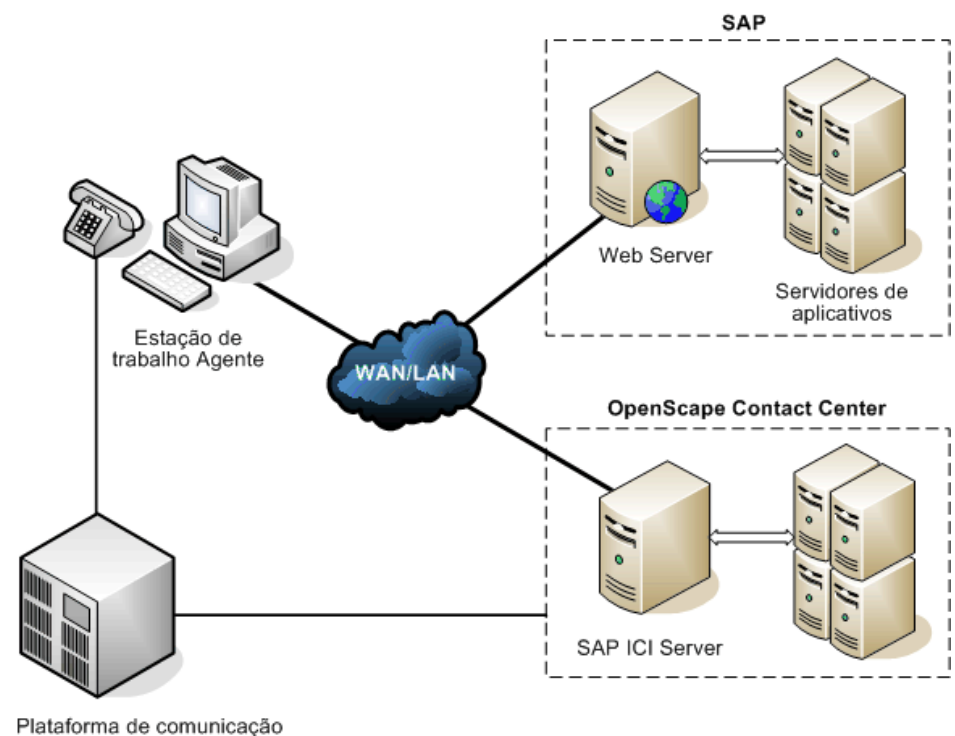 SAP
Web Server
Servidores de
aplicativos
Estação de
trabalho Agente
WAN/LAN
OpenScape Contact Center
SAP ICI Server
Plataforma de comunicação